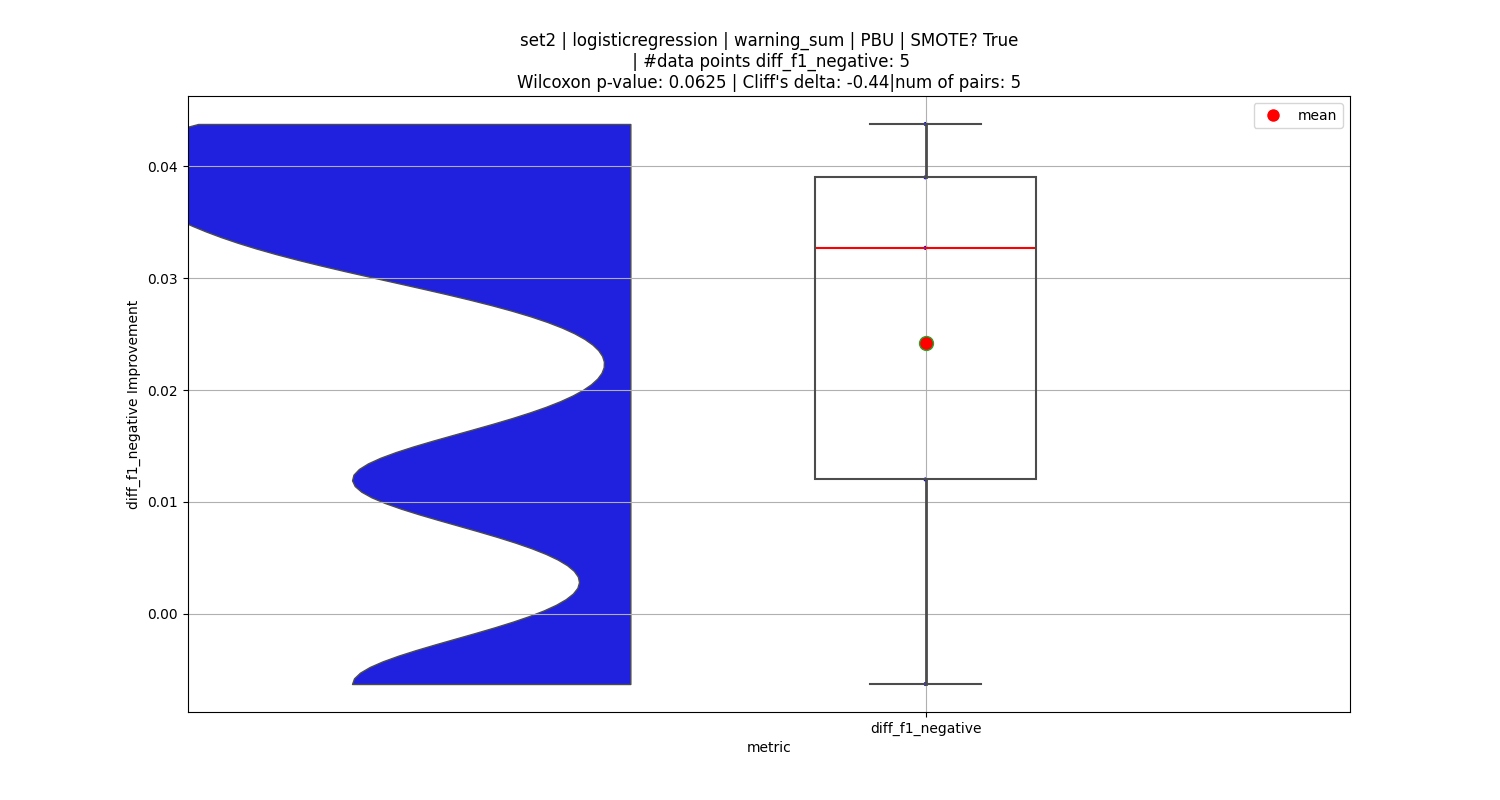 set2 | logisticregression | warning_sum | PBU | SMOTE? True
| #data points diff_f1_negative: 5
Wilcoxon p-value: 0.0625 | Cliff's delta: -0.44|num of pairs: 5
mean
0.04
0.03
0.02
0.01
0.00
diff_f1_negative Improvement
diff_f1_negative
metric